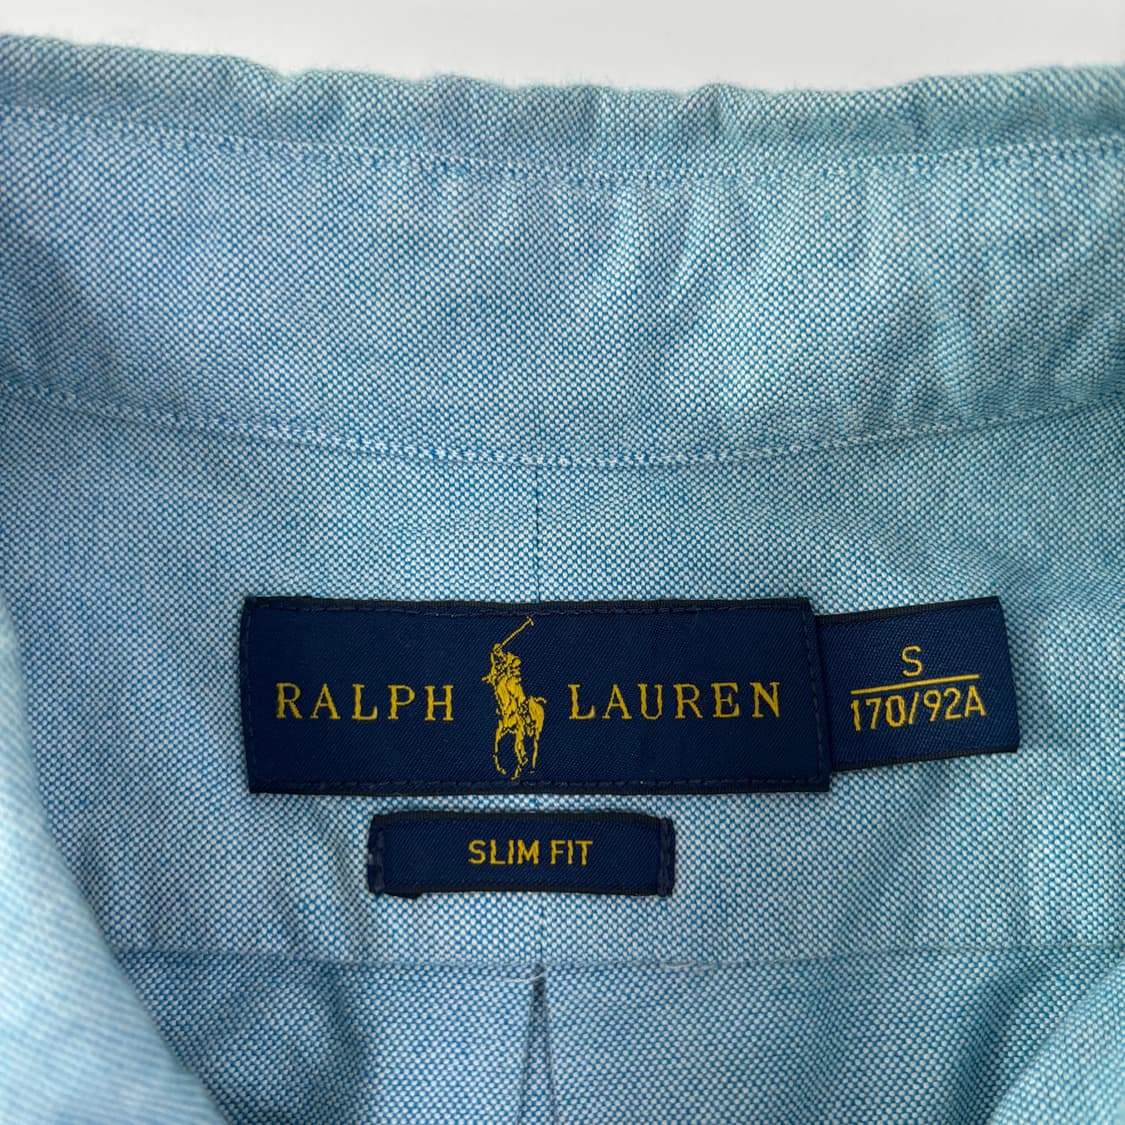 RALPH LAUREN
S
170/92A
SLIM FIT